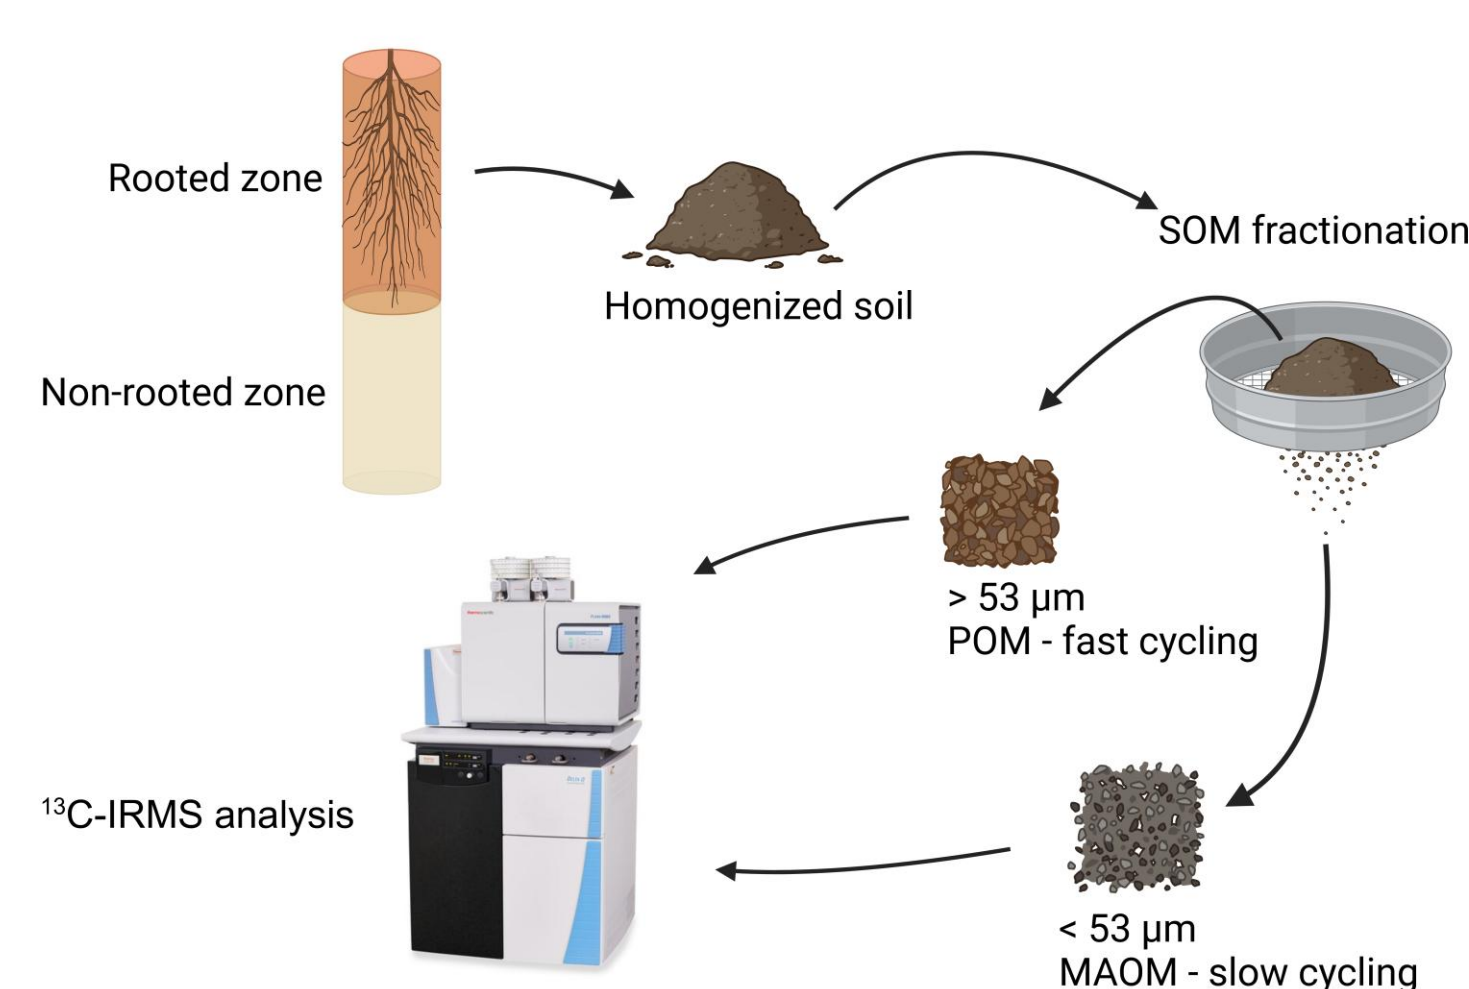 Rooted zone
Non-rooted zone
Homogenized soil
SOM fractionation
> 53 µm
POM - fast cycling
< 53 µm
MAOM - slow cycling
¹³C-IRMS analysis